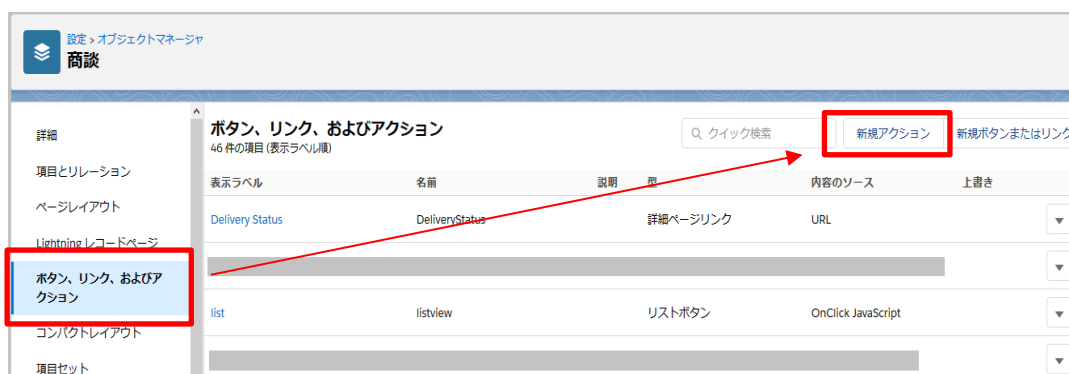 設定 > オブジェクトマネージャ
商談
詳細
項目とリレーション
ページレイアウト
Lightning レコードページ
ボタン、リンク、およびア
クション
コンパクトレイアウト
項目セット
ボタン、リンク、およびアクション
46 件の項目 (表示ラベル順)
クイック検索
新規アクション
新規ボタンまたはリンク
表示ラベル 名前 説明 型 内容のソース 上書き
Delivery Status DeliveryStatus 詳細ページリンク URL
list listview リストボタン OnClick JavaScript